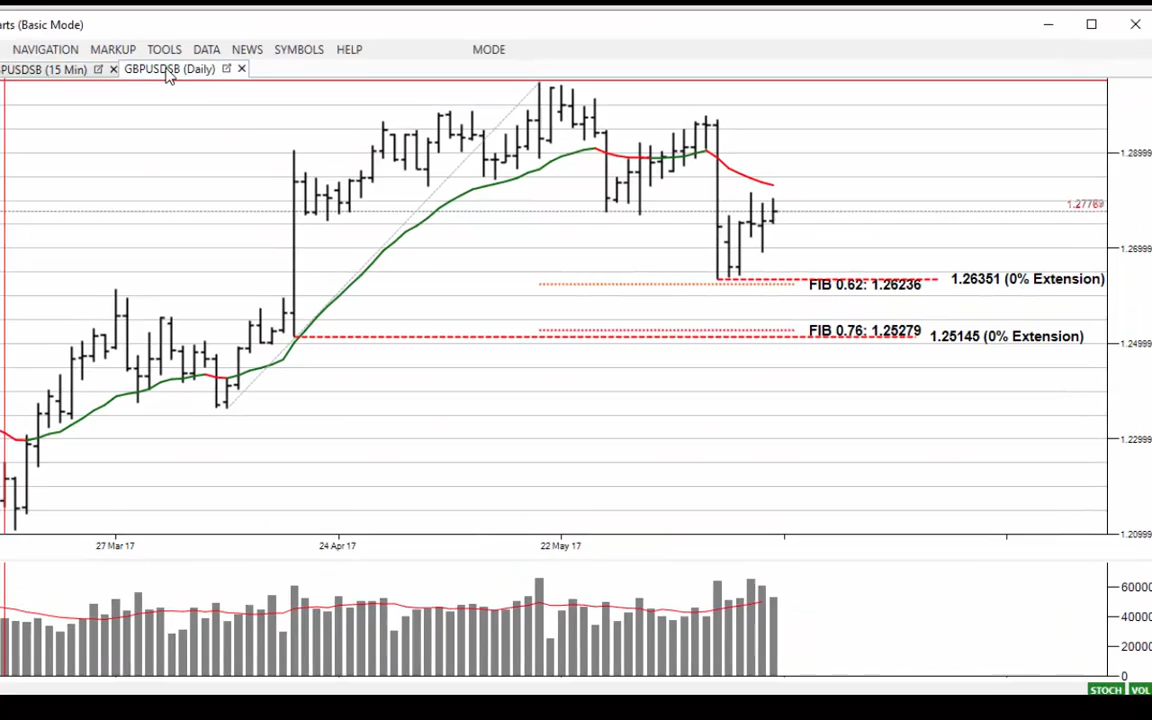 arts (Basic Mode)
NAVIGATION MARKUP TOOLS DATA NEWS SYMBOLS HELP MODE
PUSDSB (15 Min) GBPUSDSB (Daily)
1.28999
1.27769
1.26999
1.26351 (0% Extension)
FIB 0.62: 1.26236
FIB 0.76: 1.25279
1.25145 (0% Extension)
1.24999
1.22999
1.20999
27 Mar 17 24 Apr 17 22 May 17
60000
40000
20000
0
STOCH VOL